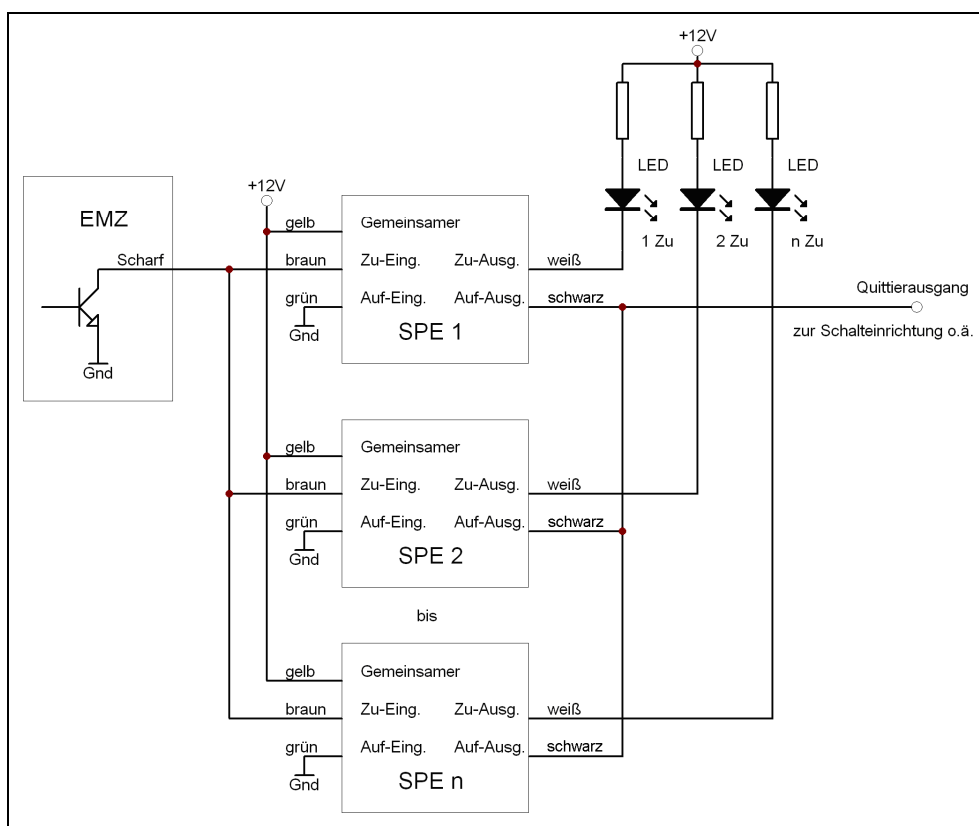 +12V
LED LED LED
1 Zu 2 Zu n Zu
EMZ
Scharf
Gnd
+12V
gelb Gemeinsamer
braun Zu-Eing. Zu-Ausg. weiß
grün Auf-Eing. Auf-Ausg. schwarz
Gnd
SPE 1
Quittierausgang
zur Schalteinrichtung o.ä.
gelb Gemeinsamer
braun Zu-Eing. Zu-Ausg. weiß
grün Auf-Eing. Auf-Ausg. schwarz
Gnd
SPE 2
bis
gelb Gemeinsamer
braun Zu-Eing. Zu-Ausg. weiß
grün Auf-Eing. Auf-Ausg. schwarz
Gnd
SPE n